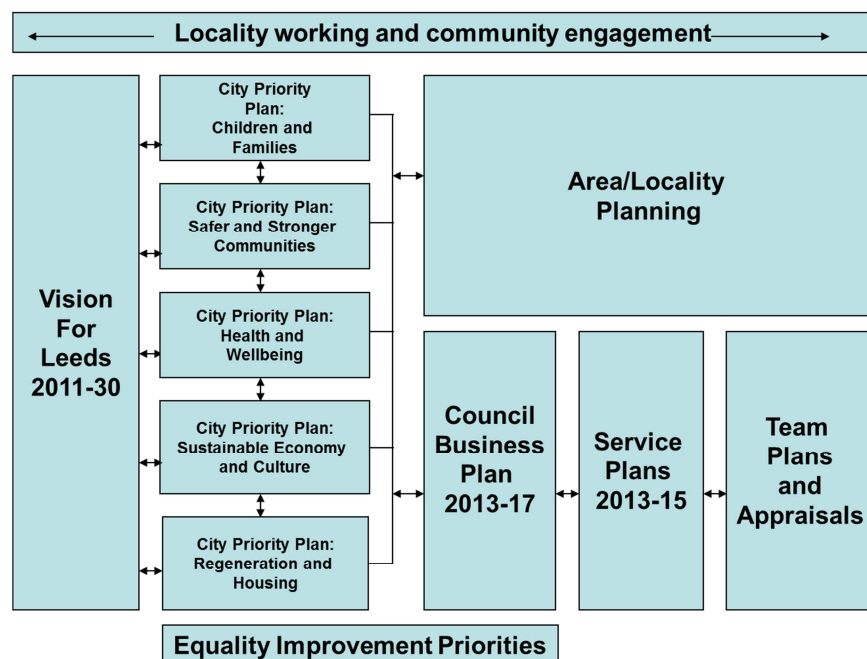 Locality working and community engagement
Vision
For
Leeds
2011-30
City Priority
Plan:
Children and
Families
City Priority Plan:
Safer and Stronger
Communities
City Priority Plan:
Health and
Wellbeing
City Priority Plan:
Sustainable Economy
and Culture
City Priority Plan:
Regeneration and
Housing
Area/Locality
Planning
Council
Business
Plan
2013-17
Service
Plans
2013-15
Team
Plans
and
Appraisals
Equality Improvement Priorities